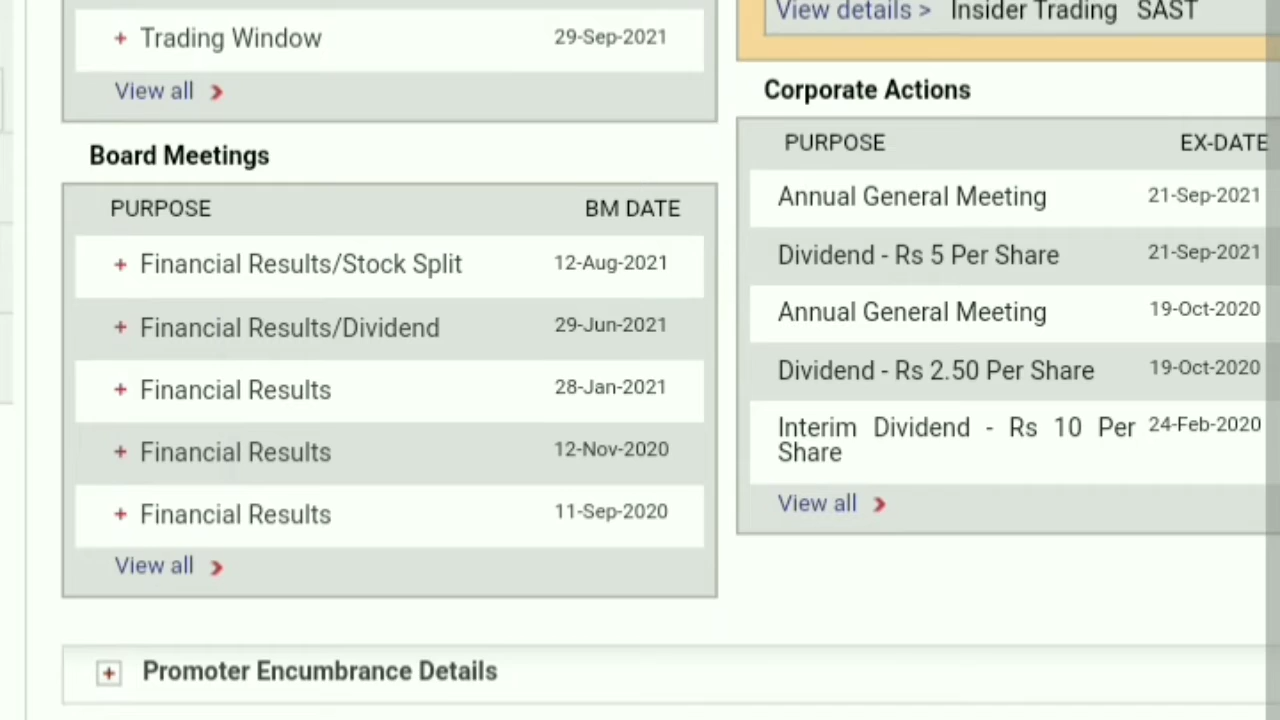 + Trading Window 29-Sep-2021
View all >
Board Meetings
PURPOSE BM DATE
+ Financial Results/Stock Split 12-Aug-2021
+ Financial Results/Dividend 29-Jun-2021
+ Financial Results 28-Jan-2021
+ Financial Results 12-Nov-2020
+ Financial Results 11-Sep-2020
View all >
View details > Insider Trading SAST
Corporate Actions
PURPOSE EX-DATE
Annual General Meeting 21-Sep-2021
Dividend - Rs 5 Per Share 21-Sep-2021
Annual General Meeting 19-Oct-2020
Dividend - Rs 2.50 Per Share 19-Oct-2020
Interim Dividend - Rs 10 Per 24-Feb-2020
Share
View all >
+ Promoter Encumbrance Details